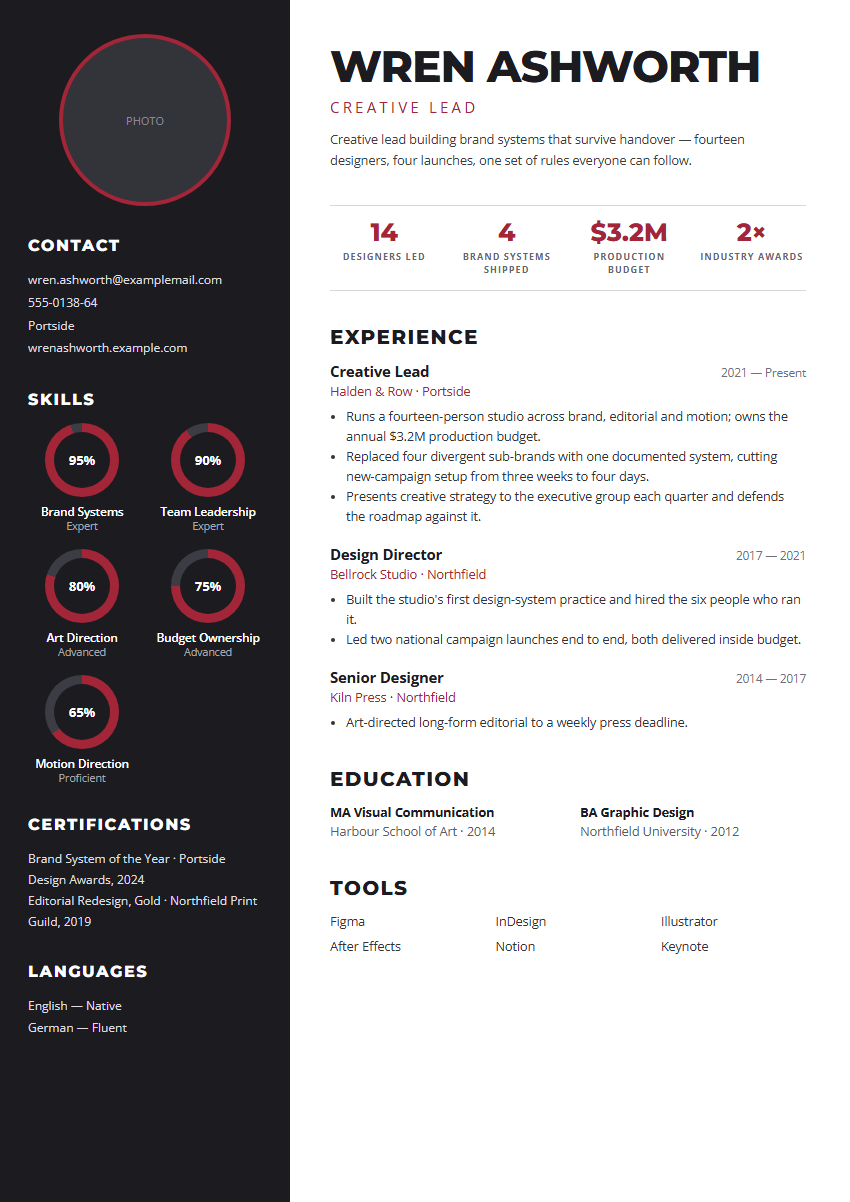 PHOTO
CONTACT
wren.ashworth@examplemail.com
555-0138-64
Portside
wrenashworth.example.com
SKILLS
95%
Brand Systems
Expert
90%
Team Leadership
Expert
80%
Art Direction
Advanced
75%
Budget Ownership
Advanced
65%
Motion Direction
Proficient
CERTIFICATIONS
Brand System of the Year · Portside
Design Awards, 2024
Editorial Redesign, Gold · Northfield Print
Guild, 2019
LANGUAGES
English — Native
German — Fluent
WREN ASHWORTH
CREATIVE LEAD
Creative lead building brand systems that survive handover — fourteen
designers, four launches, one set of rules everyone can follow.
14
DESIGNERS LED
4
BRAND SYSTEMS
SHIPPED
$3.2M
PRODUCTION
BUDGET
2×
INDUSTRY AWARDS
EXPERIENCE
Creative Lead 2021 — Present
Halden & Row · Portside
• Runs a fourteen-person studio across brand, editorial and motion; owns the
annual $3.2M production budget.
• Replaced four divergent sub-brands with one documented system, cutting
new-campaign setup from three weeks to four days.
• Presents creative strategy to the executive group each quarter and defends
the roadmap against it.
Design Director 2017 — 2021
Bellrock Studio · Northfield
• Built the studio's first design-system practice and hired the six people who ran
it.
• Led two national campaign launches end to end, both delivered inside budget.
Senior Designer 2014 — 2017
Kiln Press · Northfield
• Art-directed long-form editorial to a weekly press deadline.
EDUCATION
MA Visual Communication
Harbour School of Art · 2014
BA Graphic Design
Northfield University · 2012
TOOLS
Figma InDesign Illustrator
After Effects Notion Keynote